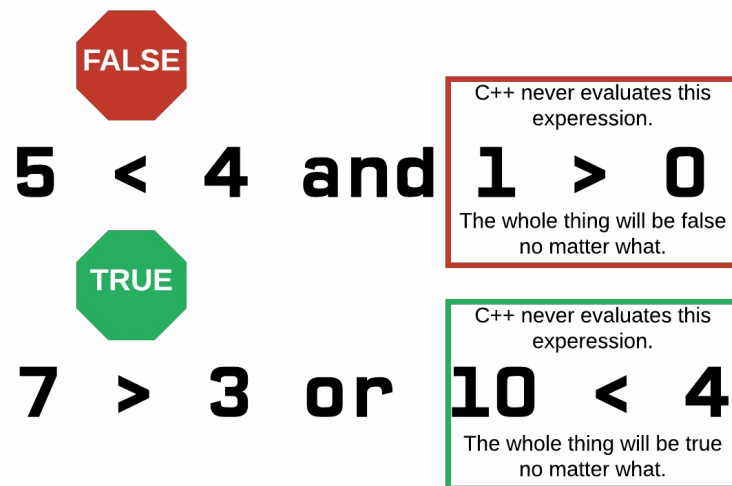 FALSE
C++ never evaluates this
experession.
5 < 4 and 1 > 0
The whole thing will be false
no matter what.
TRUE
C++ never evaluates this
experession.
7 > 3 or 10 < 4
The whole thing will be true
no matter what.